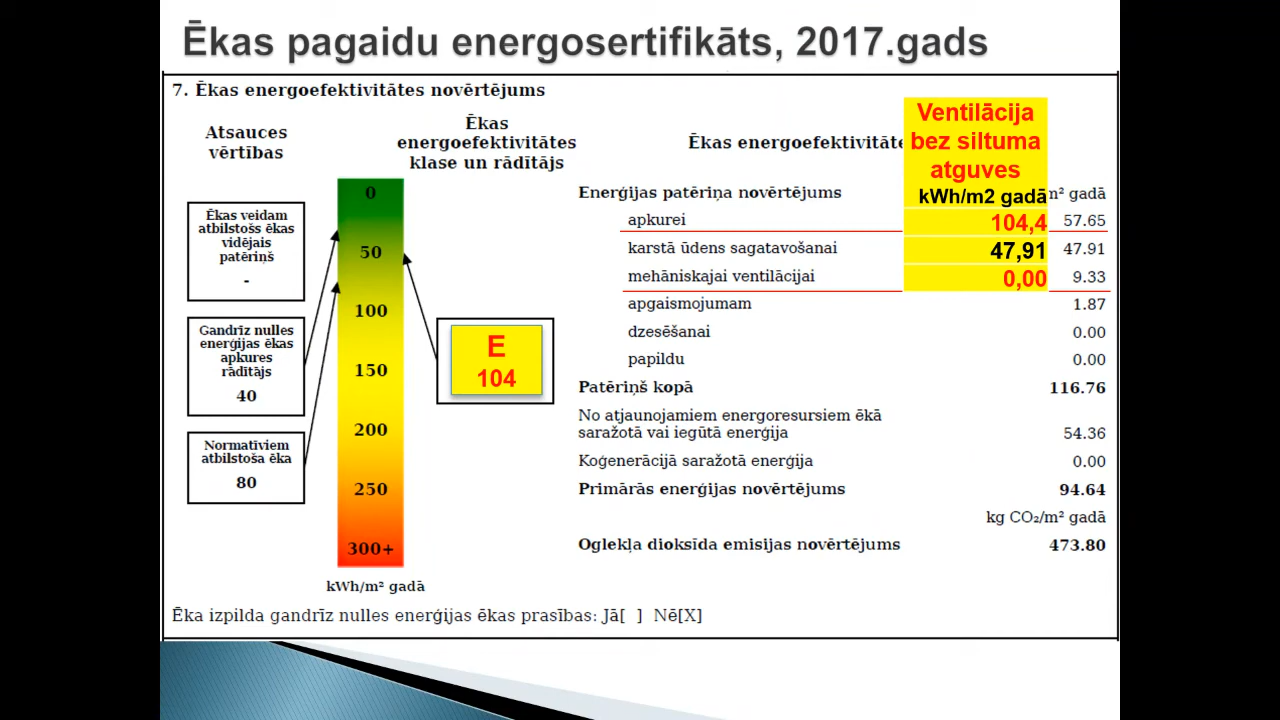 Ēkas pagaidu energosertifikāts, 2017.gads
7. Ēkas energoefektivitātes novērtējums
Atsauces
vērtības
Ēkas veidam
atbilstošs ēkas
vidējais
patēriņš
-
Gandrīz nulles
enerģijas ēkas
apkures
rādītājs
40
Normatīviem
atbilstoša ēka
80
Ēkas
energoefektivitātes
klase un rādītājs
0
50
100
150
200
250
300+
kWh/m² gadā
E
104
Ēkas energoefektivitāte
Ventilācija
bez siltuma
atguves
Enerģijas patēriņa novērtējums kWh/m2 gadā m² gadā
apkurei 104,4 57.65
karstā ūdens sagatavošanai 47,91 47.91
mehāniskajai ventilācijai 0,00 9.33
apgaismojumam 1.87
dzesēšanai 0.00
papildu 0.00
Patēriņš kopā 116.76
No atjaunojamiem energoresursiem ēkā
saražotā vai iegūtā enerģija 54.36
Koģenerācijā saražotā enerģija 0.00
Primārās enerģijas novērtējums 94.64
kg CO₂/m² gadā
Oglekļa dioksīda emisijas novērtējums 473.80
Ēka izpilda gandrīz nulles enerģijas ēkas prasības: Jā[ ] Nē[X]